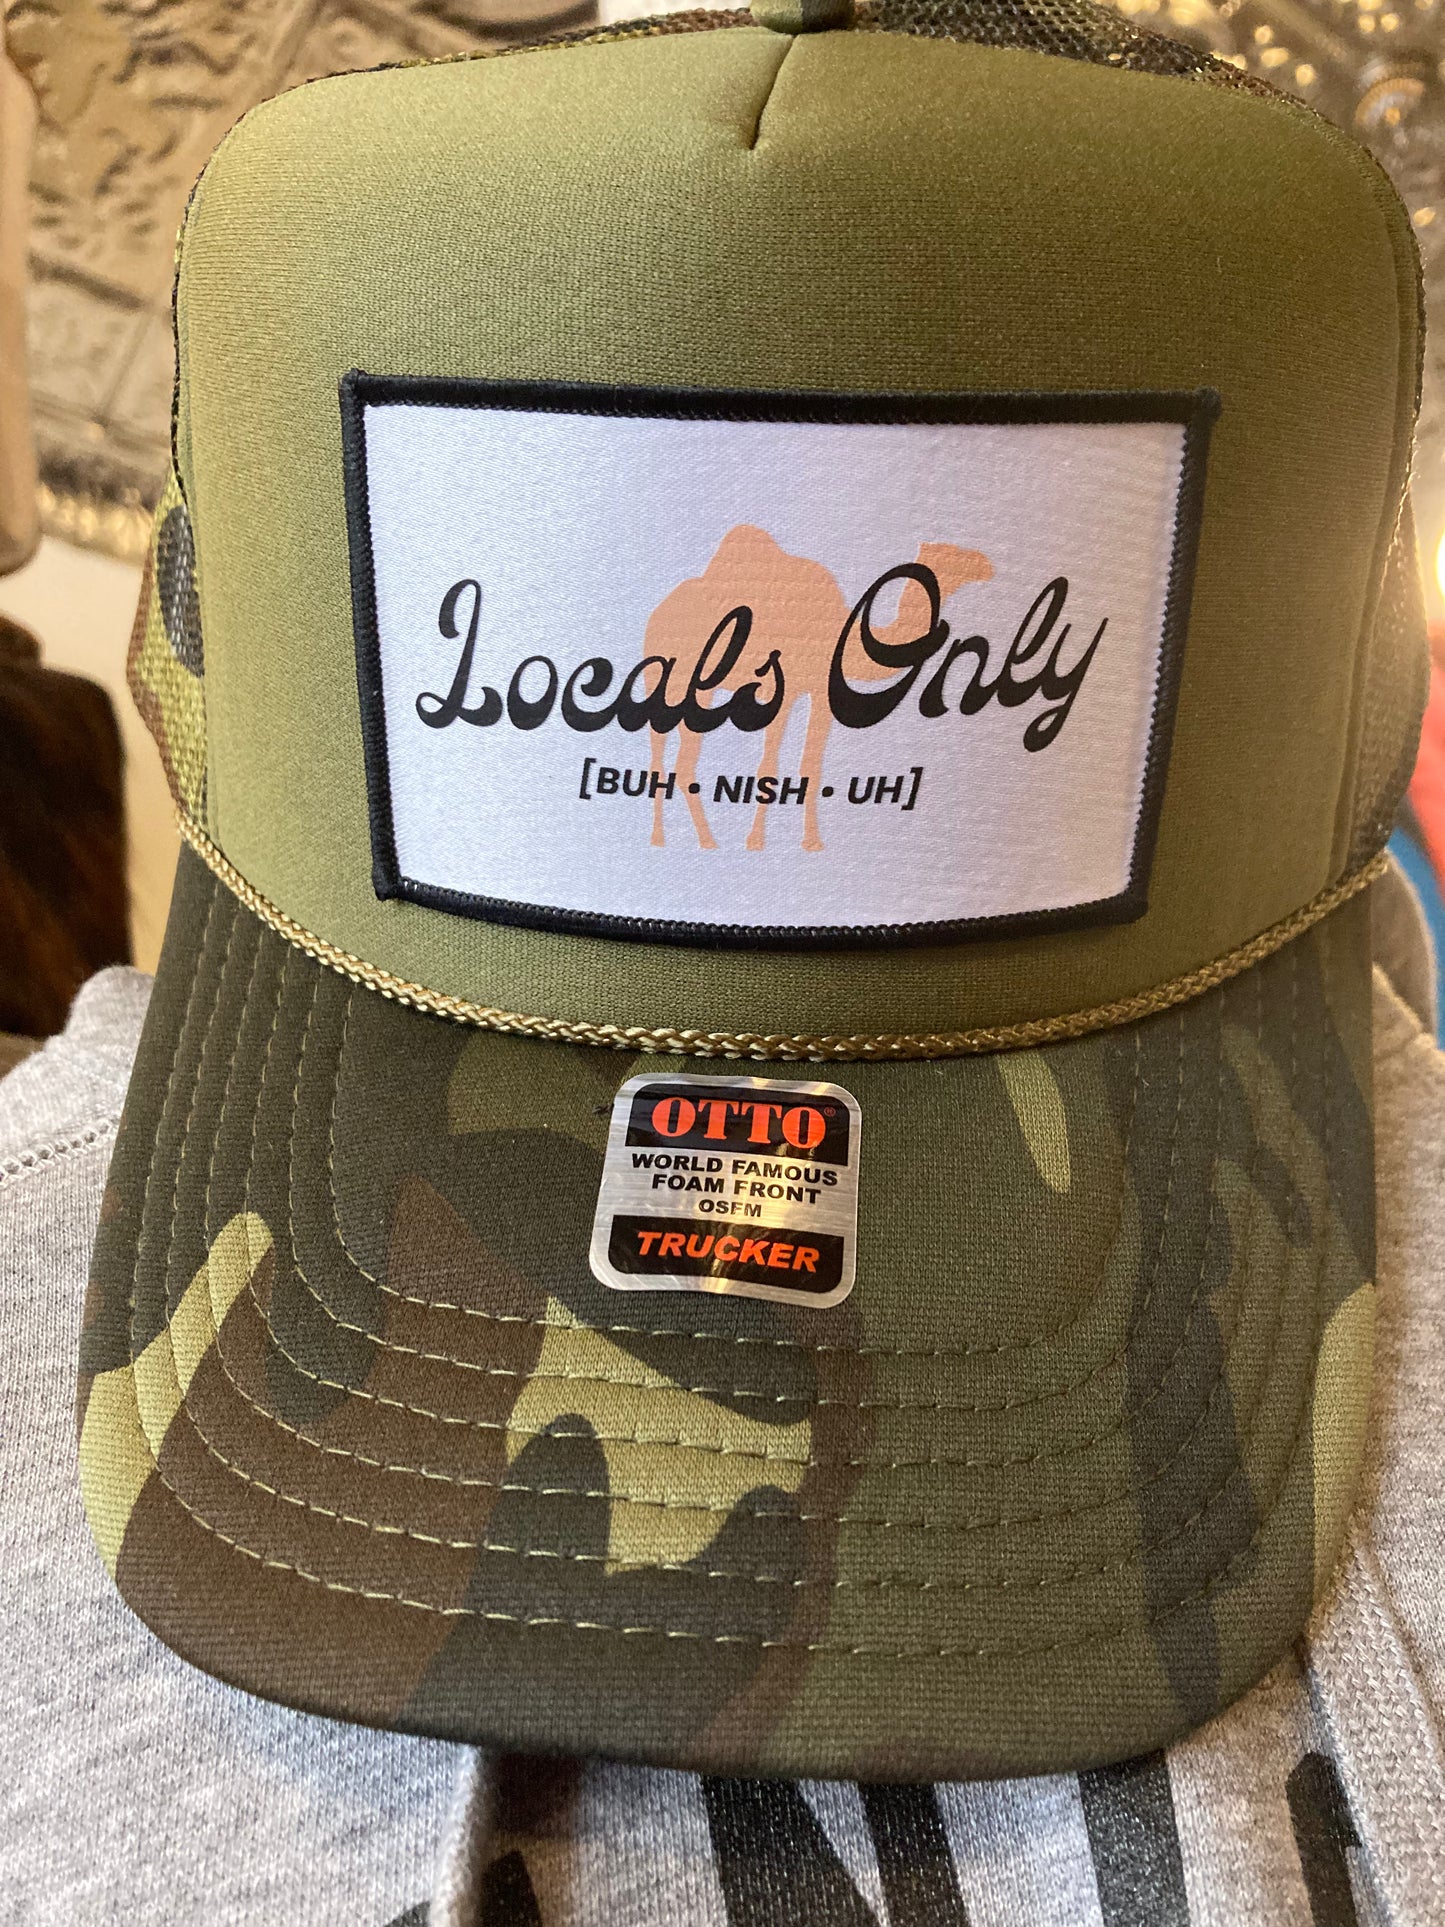 Locals Only
[BUH • NISH • UH]
OTTO®
WORLD FAMOUS
FOAM FRONT
OSFM
TRUCKER